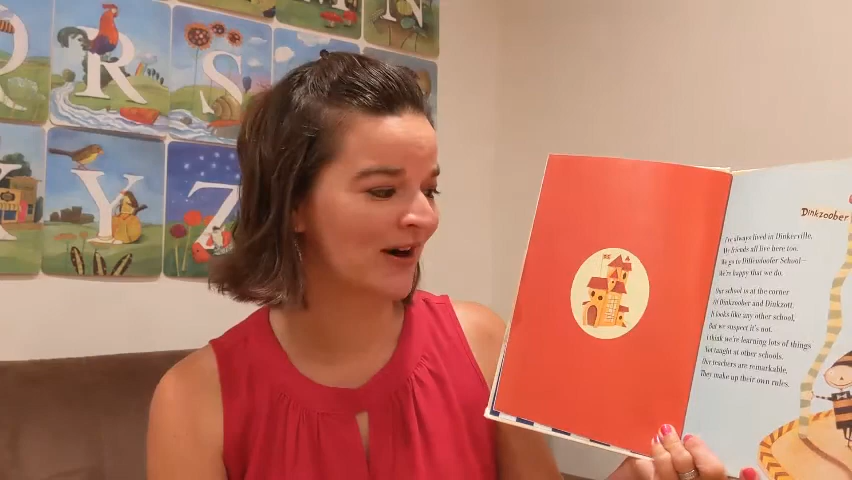 R
S
N
X
Y
Z
Dinkzoober
I've always lived in Dinkerville,
My friends all live here too.
We go to Diffendoofer School—
We're happy that we do.
Our school is at the corner
Of Dinkzoober and Dinkzott.
It looks like any other school,
But we suspect it's not.
I think we're learning lots of things
Not taught at other schools.
Our teachers are remarkable,
They make up their own rules.